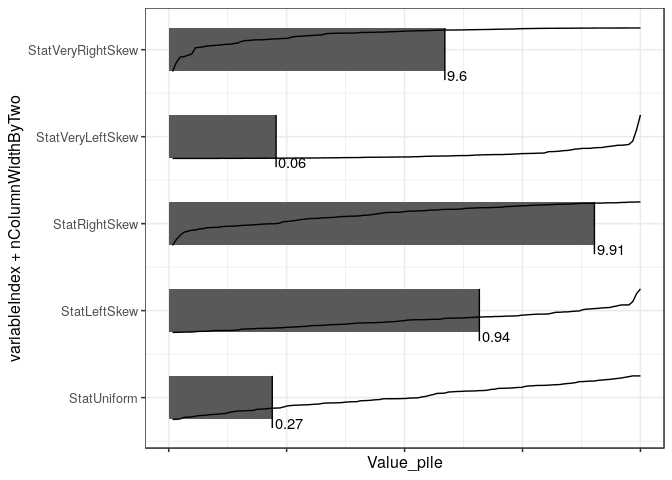 StatVeryRightSkew
9.6
StatVeryLeftSkew
0.06
StatRightSkew
9.91
StatLeftSkew
0.94
StatUniform
0.27
variableIndex + nColumnWIdthByTwo
Value_pile